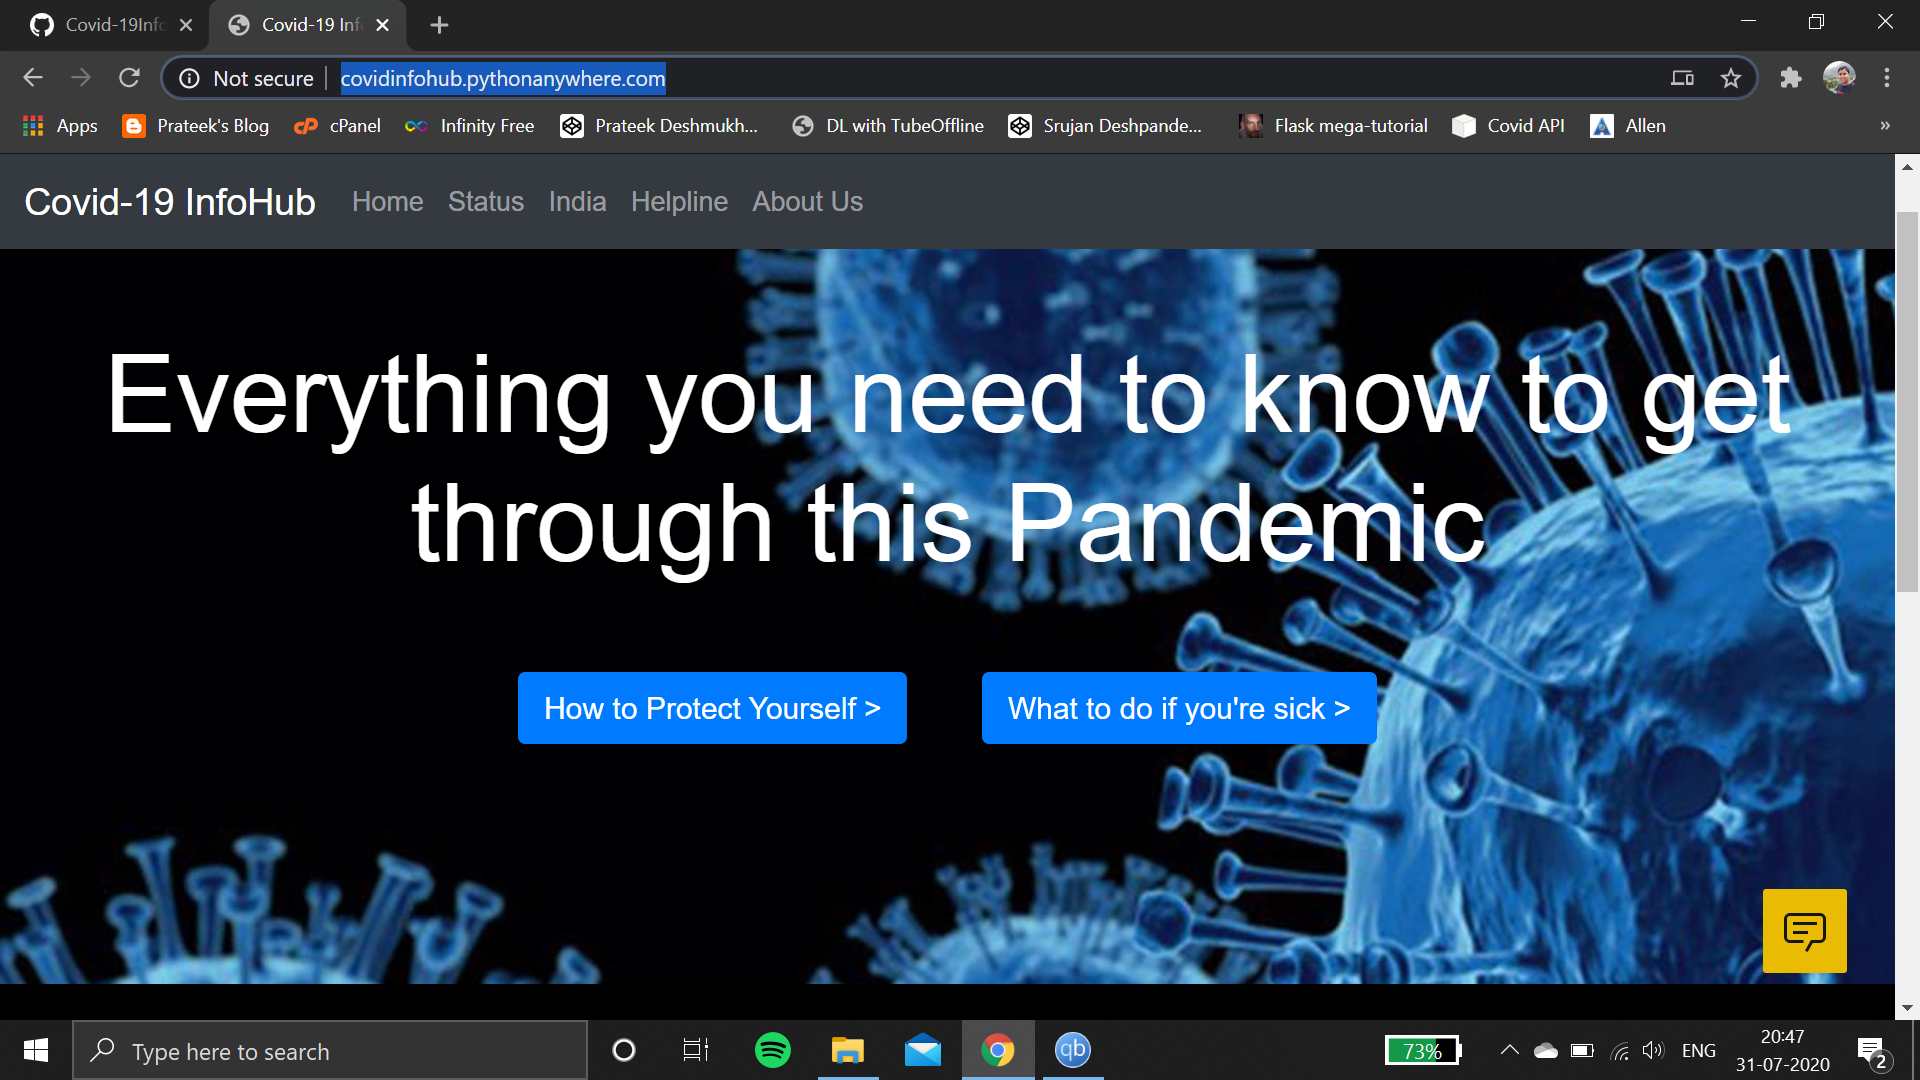 Covid-19Info
Covid-19 Inf
Not secure
covidinfohub.pythonanywhere.com
Apps
Prateek's Blog
cPanel
Infinity Free
Prateek Deshmukh...
DL with TubeOffline
Srujan Deshpande...
Flask mega-tutorial
Covid API
Allen
»
Covid-19 InfoHub
Home
Status
India
Helpline
About Us
Everything you need to know to get
through this Pandemic
How to Protect Yourself >
What to do if you're sick >
Type here to search
qb
73%
ENG
20:47
31-07-2020
2